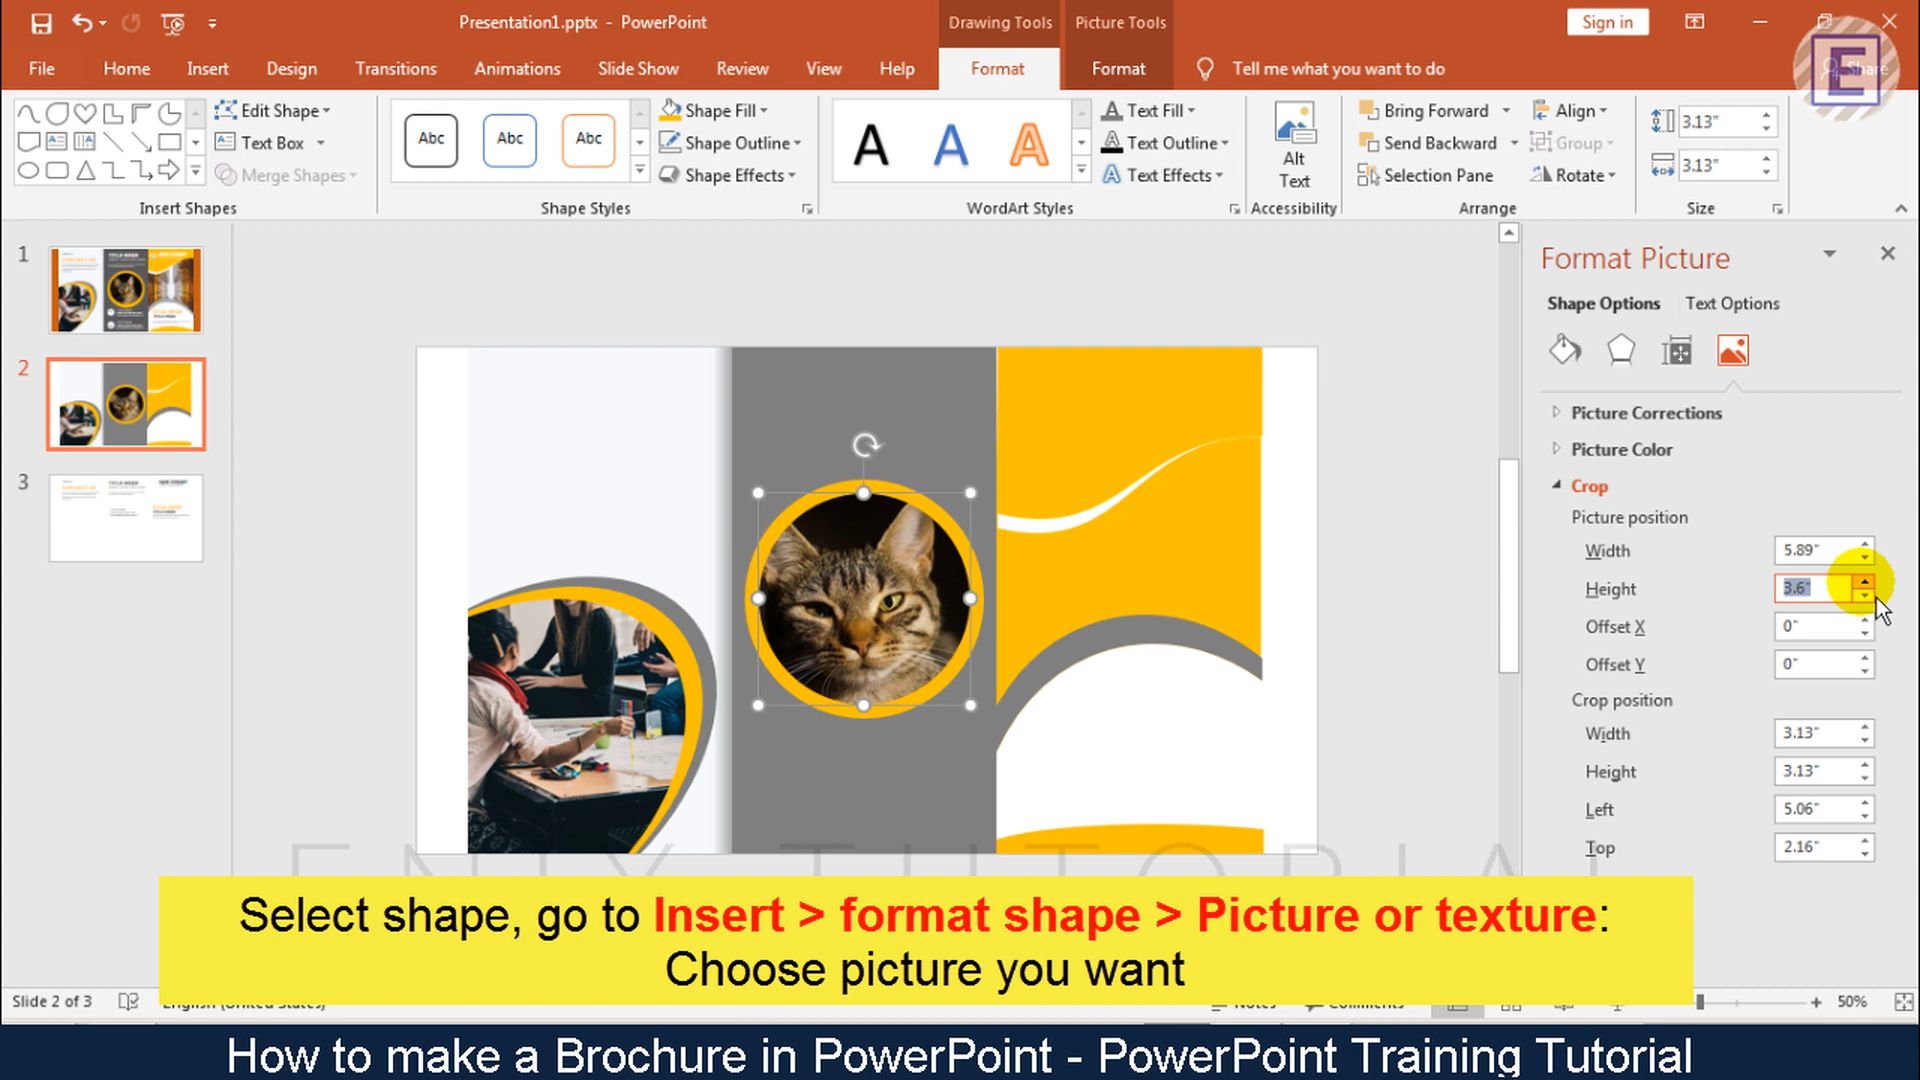 Presentation1.pptx - PowerPoint
Drawing Tools
Picture Tools
Sign in
File
Home
Insert
Design
Transitions
Animations
Slide Show
Review
View
Help
Format
Format
Tell me what you want to do
Share
E
Edit Shape
Text Box
Merge Shapes
Insert Shapes
Abc
Abc
Abc
Shape Fill
Shape Outline
Shape Effects
Shape Styles
A
A
A
Text Fill
Text Outline
Text Effects
WordArt Styles
Alt
Text
Accessibility
Bring Forward
Send Backward
Selection Pane
Align
Group
Rotate
Arrange
3.13"
3.13"
Size
1
2
3
Format Picture
Shape Options
Text Options
Picture Corrections
Picture Color
Crop
Picture position
Width
5.89"
Height
3.6"
Offset X
0"
Offset Y
0"
Crop position
Width
3.13"
Height
3.13"
Left
5.06"
Top
2.16"
Select shape, go to Insert > format shape > Picture or texture:
Choose picture you want
Slide 2 of 3
English (United States)
Notes
Comments
50%
How to make a Brochure in PowerPoint - PowerPoint Training Tutorial